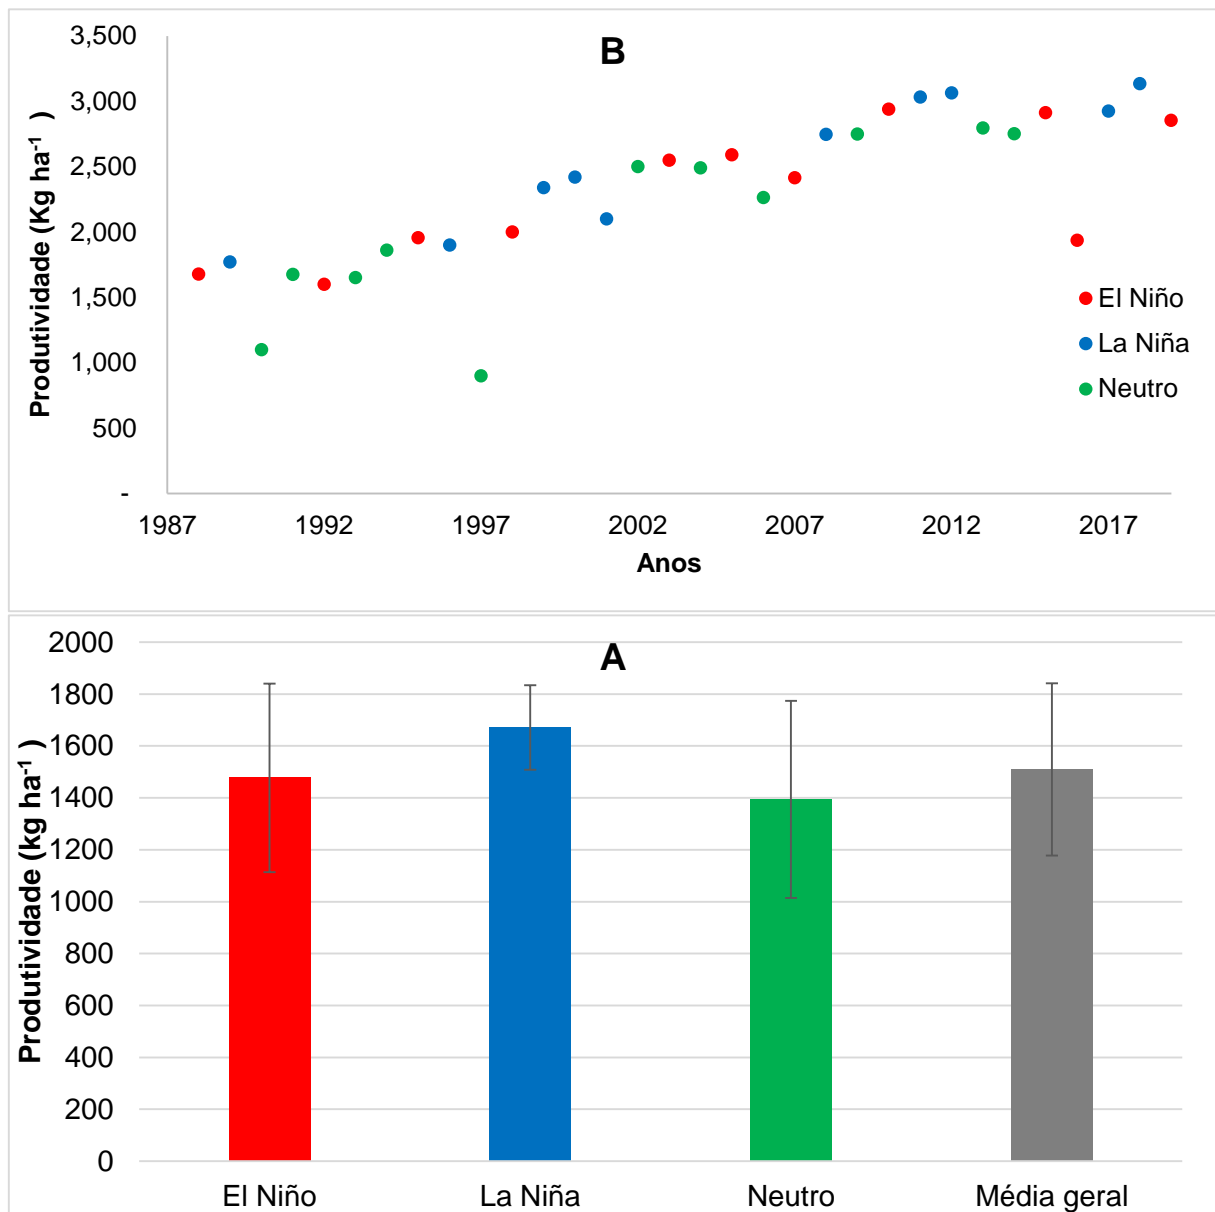 B
Produtividade (Kg ha-1 )
3,500
3,000
2,500
2,000
1,500
1,000
500
-
1987 1992 1997 2002 2007 2012 2017
Anos
El Niño
La Niña
Neutro
A
Produtividade (kg ha-1 )
2000
1800
1600
1400
1200
1000
800
600
400
200
0
El Niño La Niña Neutro Média geral